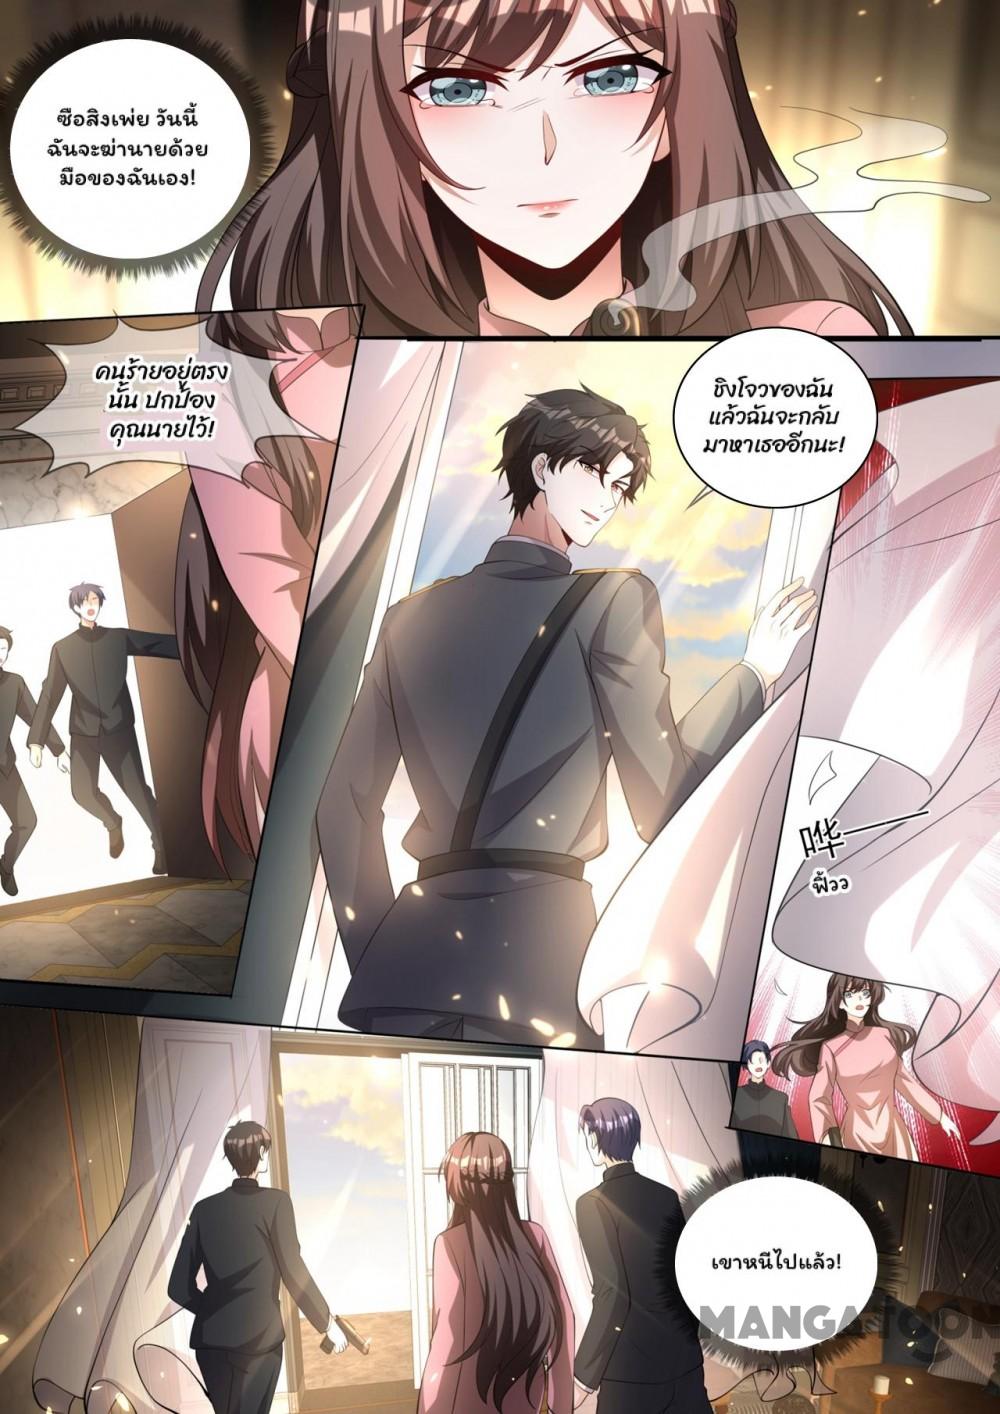 ซือสิงเพ่ย วันนี้
ฉันจะฆ่านายด้วย
มือของฉันเอง!
คนร้ายอยู่ตรง
นั้น ปกป้อง
คุณนายไว้!
ชิงโจวของฉัน
แล้วฉันจะกลับ
มาหาเธออีกนะ!
哗——
ฟิ้วว
เขาหนีไปแล้ว!
MANGATOON